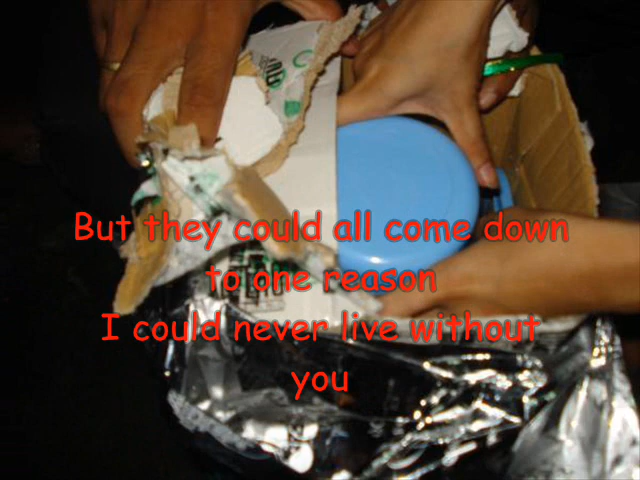 But they could all come down
to one reason
I could never live without
you